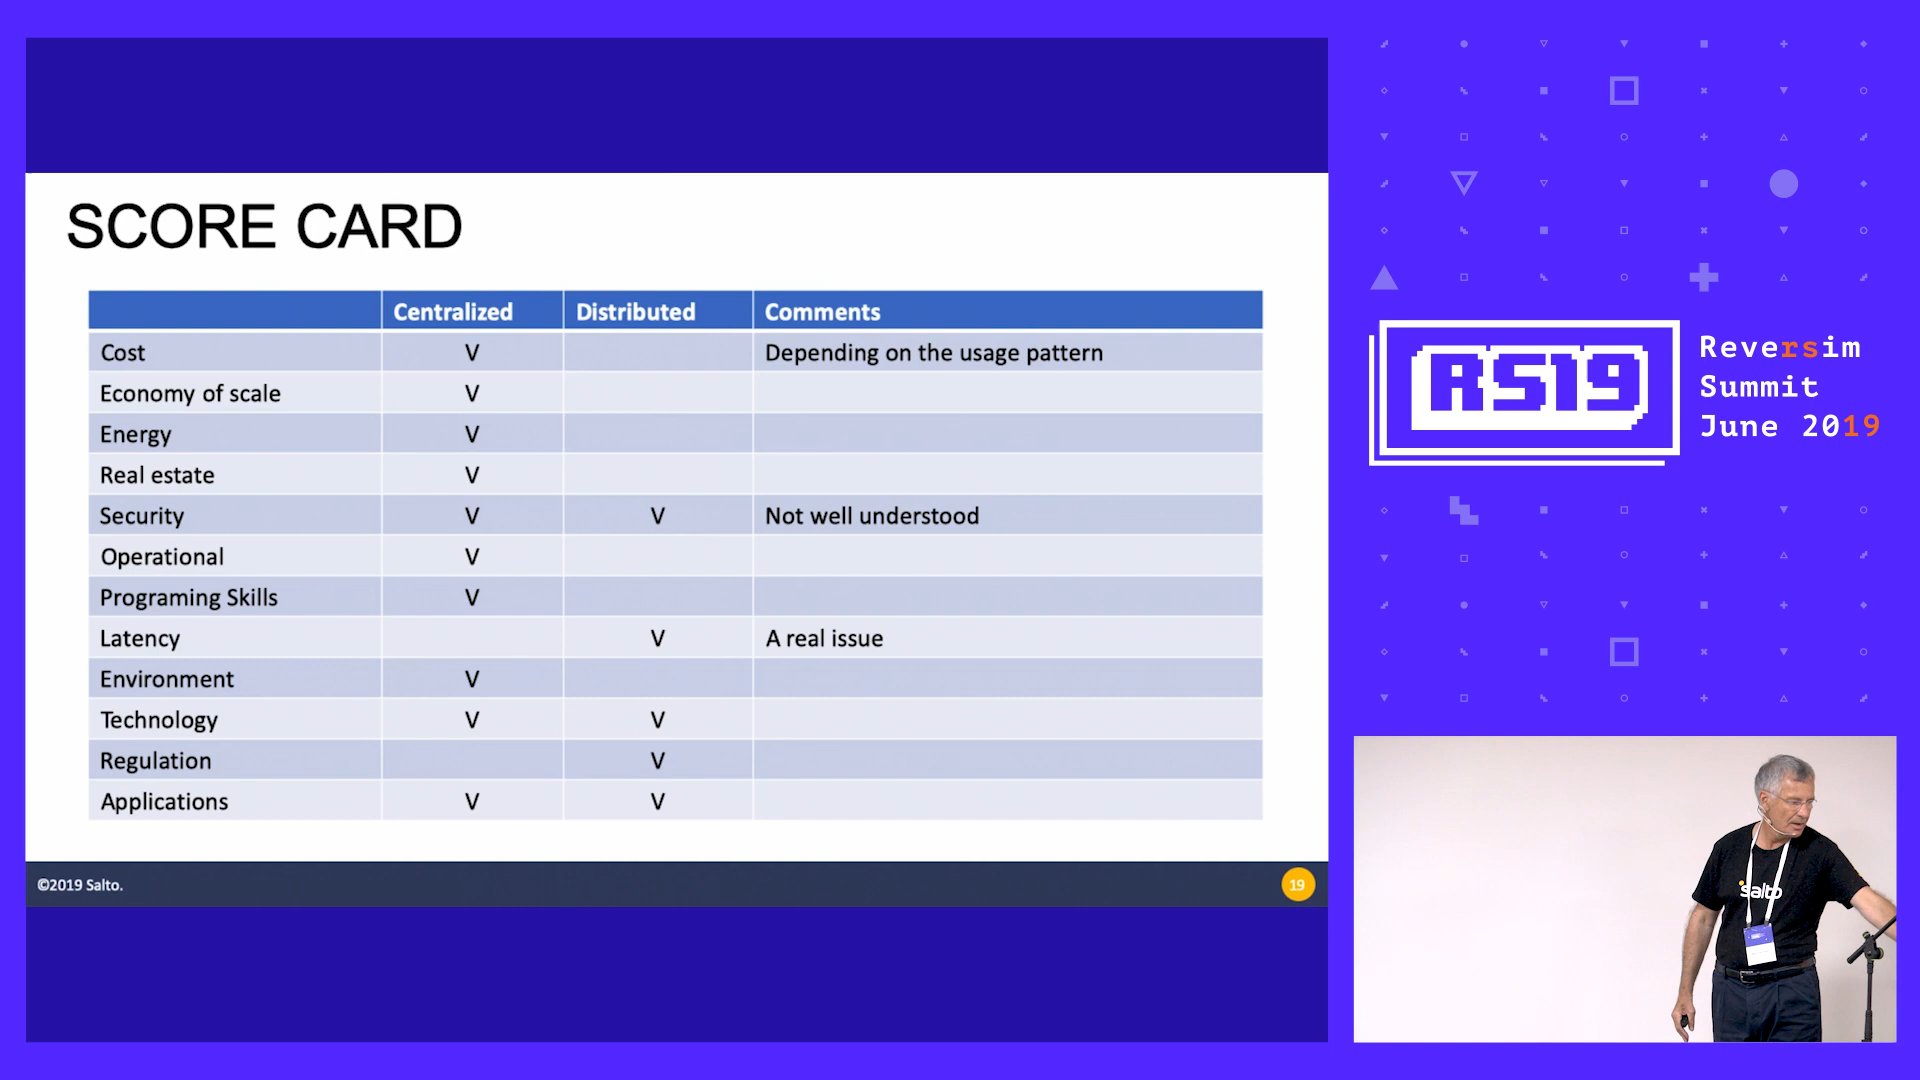 SCORE CARD
Centralized Distributed Comments
Cost V Depending on the usage pattern
Economy of scale V
Energy V
Real estate V
Security V V Not well understood
Operational V
Programing Skills V
Latency V A real issue
Environment V
Technology V V
Regulation V
Applications V V
©2019 Salto. 19
RS19
Reversim
Summit
June 2019
salto